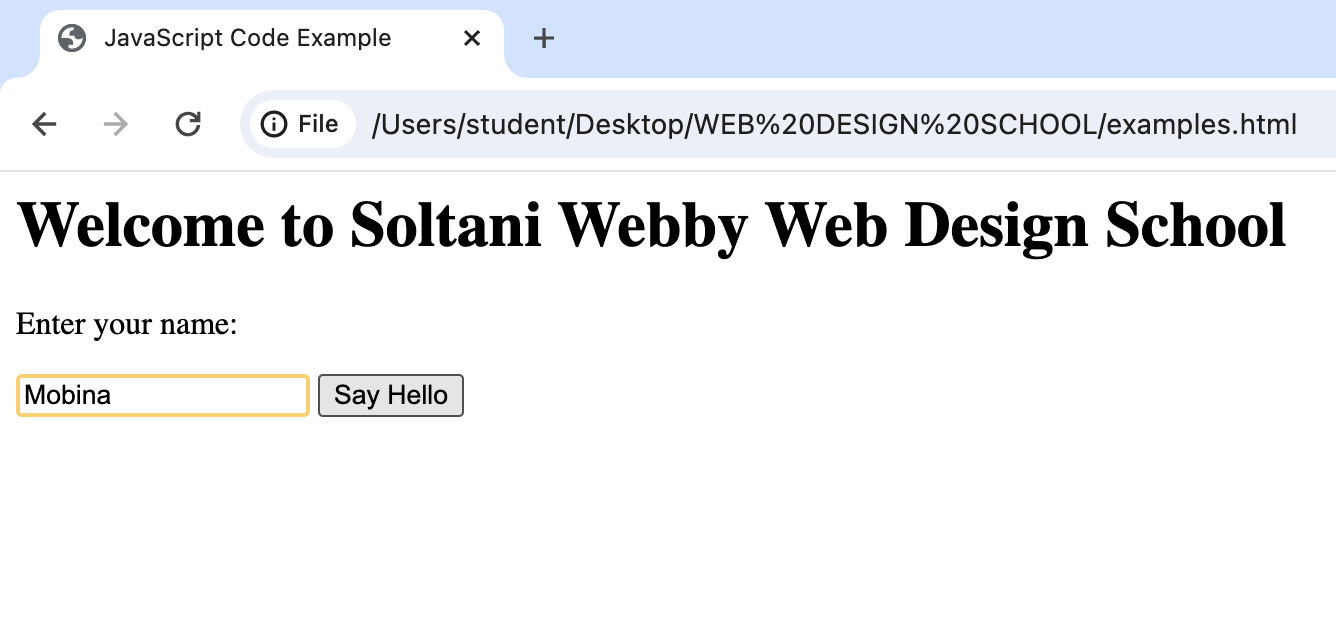 JavaScript Code Example
File /Users/student/Desktop/WEB%20DESIGN%20SCHOOL/examples.html
Welcome to Soltani Webby Web Design School
Enter your name:
Mobina Say Hello